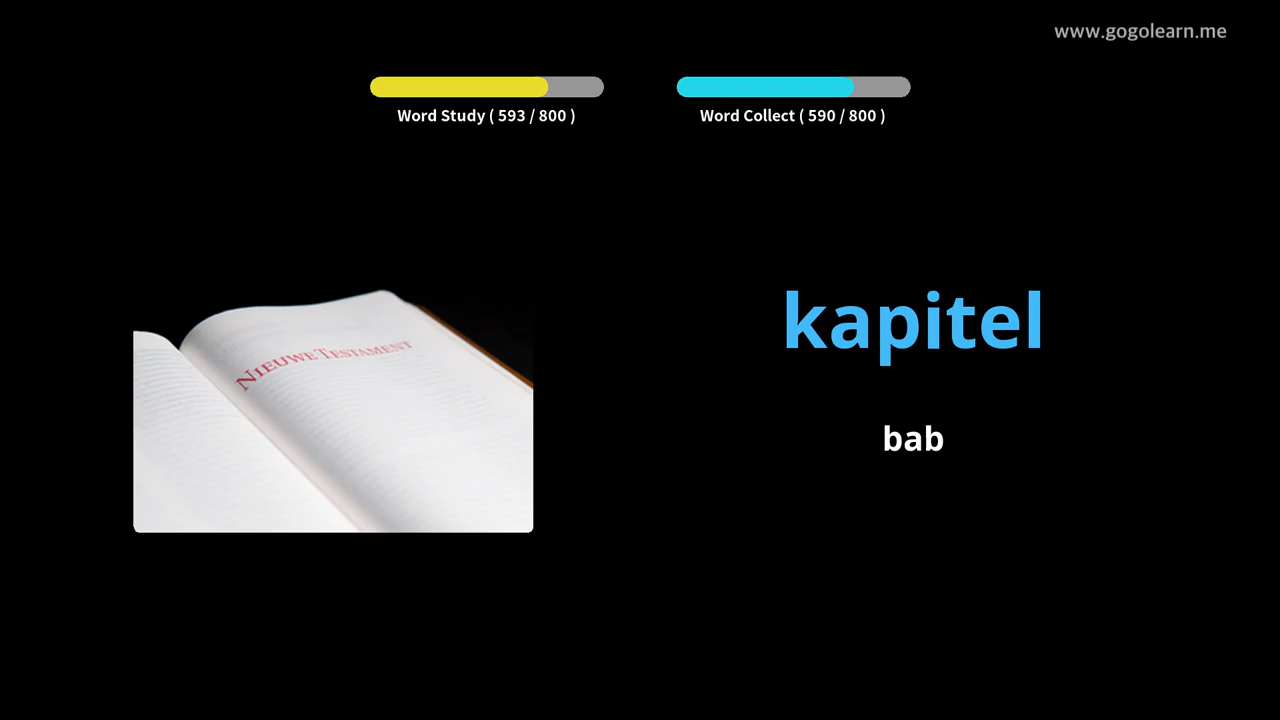 www.gogolearn.me
Word Study ( 593 / 800 )
Word Collect ( 590 / 800 )
NIEUWE TESTAMENT
kapitel
bab